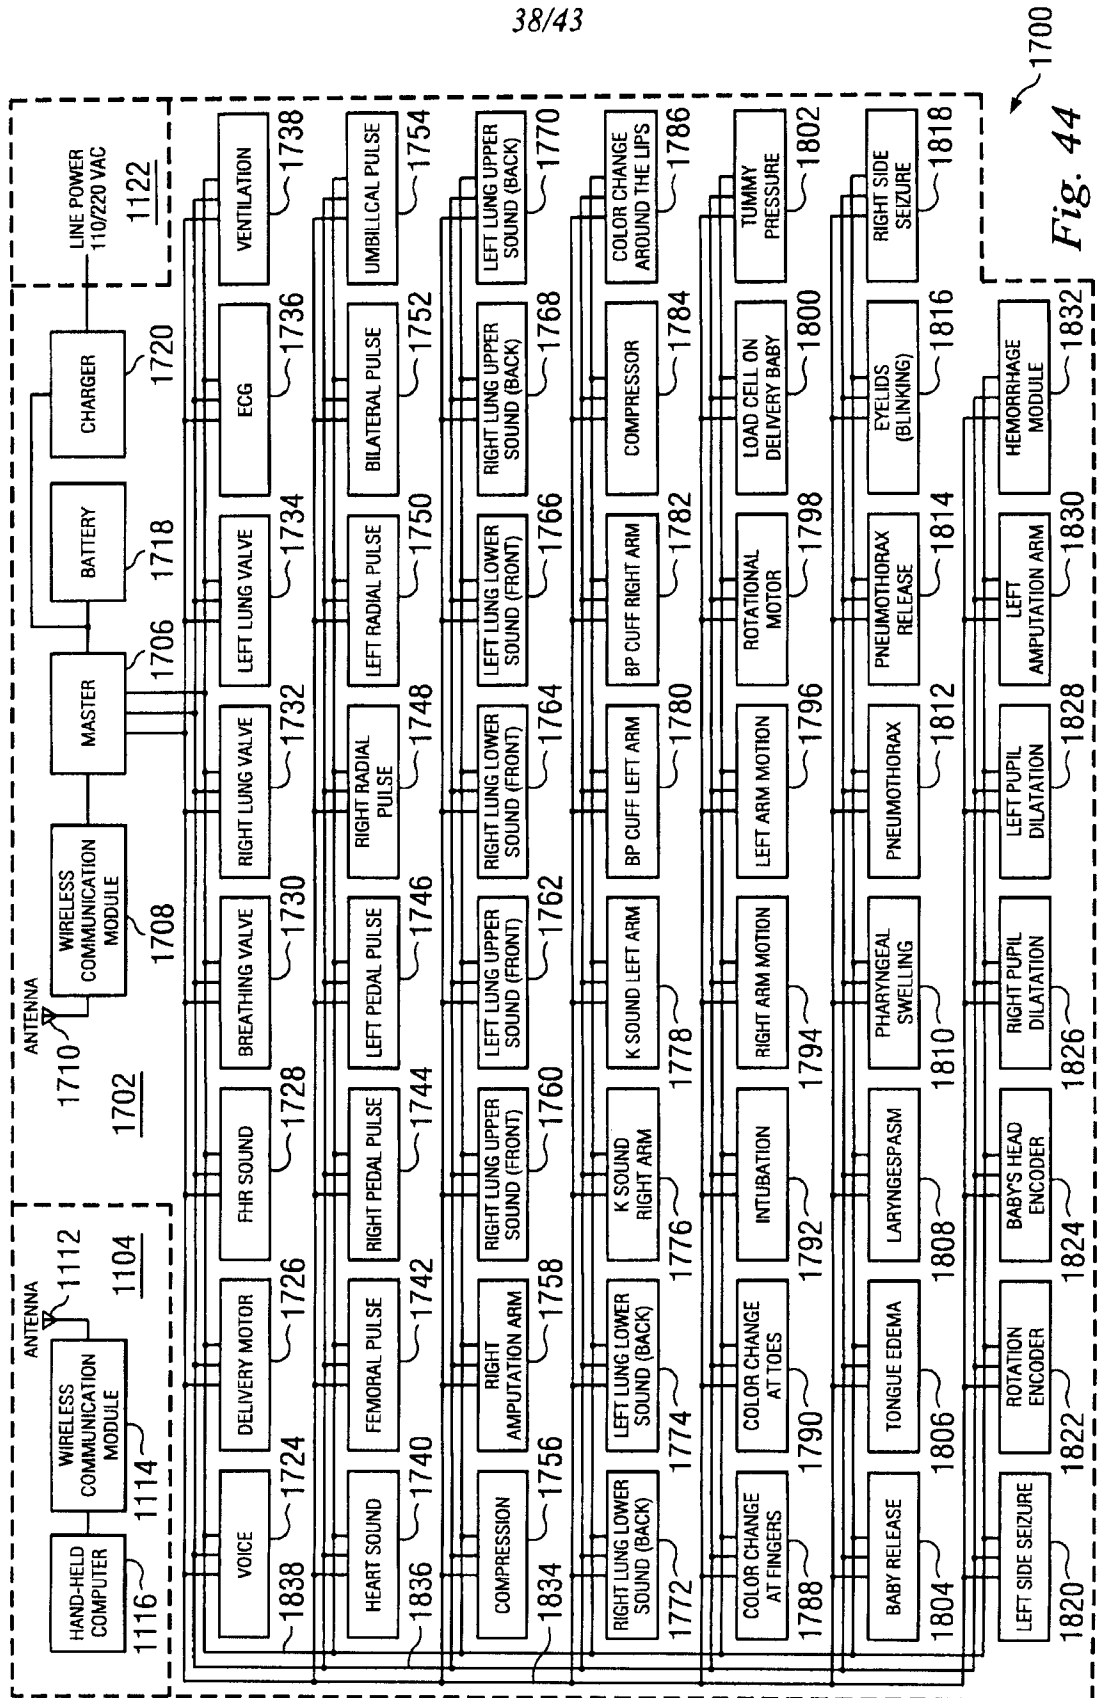 38/43
ANTENNA
1112
HAND-HELD
COMPUTER
1116
WIRELESS
COMMUNICATION
MODULE
1114
1104
ANTENNA
1710
1702
WIRELESS
COMMUNICATION
MODULE
1708
MASTER
1706
BATTERY
1718
CHARGER
1720
LINE POWER
110/220 VAC
1122
VOICE
1724
DELIVERY MOTOR
1726
FHR SOUND
1728
BREATHING VALVE
1730
RIGHT LUNG VALVE
1732
LEFT LUNG VALVE
1734
ECG
1736
VENTILATION
1738
1838
HEART SOUND
1740
FEMORAL PULSE
1742
RIGHT PEDAL PULSE
1744
LEFT PEDAL PULSE
1746
RIGHT RADIAL
PULSE
1748
LEFT RADIAL PULSE
1750
BILATERAL PULSE
1752
UMBILICAL PULSE
1754
1836
COMPRESSION
1756
RIGHT
AMPUTATION ARM
1758
RIGHT LUNG UPPER
SOUND (FRONT)
1760
LEFT LUNG UPPER
SOUND (FRONT)
1762
RIGHT LUNG LOWER
SOUND (FRONT)
1764
LEFT LUNG LOWER
SOUND (FRONT)
1766
RIGHT LUNG UPPER
SOUND (BACK)
1768
LEFT LUNG UPPER
SOUND (BACK)
1770
1834
RIGHT LUNG LOWER
SOUND (BACK)
1772
LEFT LUNG LOWER
SOUND (BACK)
1774
K SOUND
RIGHT ARM
1776
K SOUND LEFT ARM
1778
BP CUFF LEFT ARM
1780
BP CUFF RIGHT ARM
1782
COMPRESSOR
1784
COLOR CHANGE
AROUND THE LIPS
1786
COLOR CHANGE
AT FINGERS
1788
COLOR CHANGE
AT TOES
1790
INTUBATION
1792
RIGHT ARM MOTION
1794
LEFT ARM MOTION
1796
ROTATIONAL
MOTOR
1798
LOAD CELL ON
DELIVERY BABY
1800
TUMMY
PRESSURE
1802
BABY RELEASE
1804
TONGUE EDEMA
1806
LARYNGESPASM
1808
PHARYNGEAL
SWELLING
1810
PNEUMOTHORAX
1812
PNEUMOTHORAX
RELEASE
1814
EYELIDS
(BLINKING)
1816
RIGHT SIDE
SEIZURE
1818
LEFT SIDE SEIZURE
1820
ROTATION
ENCODER
1822
BABY'S HEAD
ENCODER
1824
RIGHT PUPIL
DILATATION
1826
LEFT PUPIL
DILATATION
1828
LEFT
AMPUTATION ARM
1830
HEMORRHAGE
MODULE
1832
1700
Fig. 44